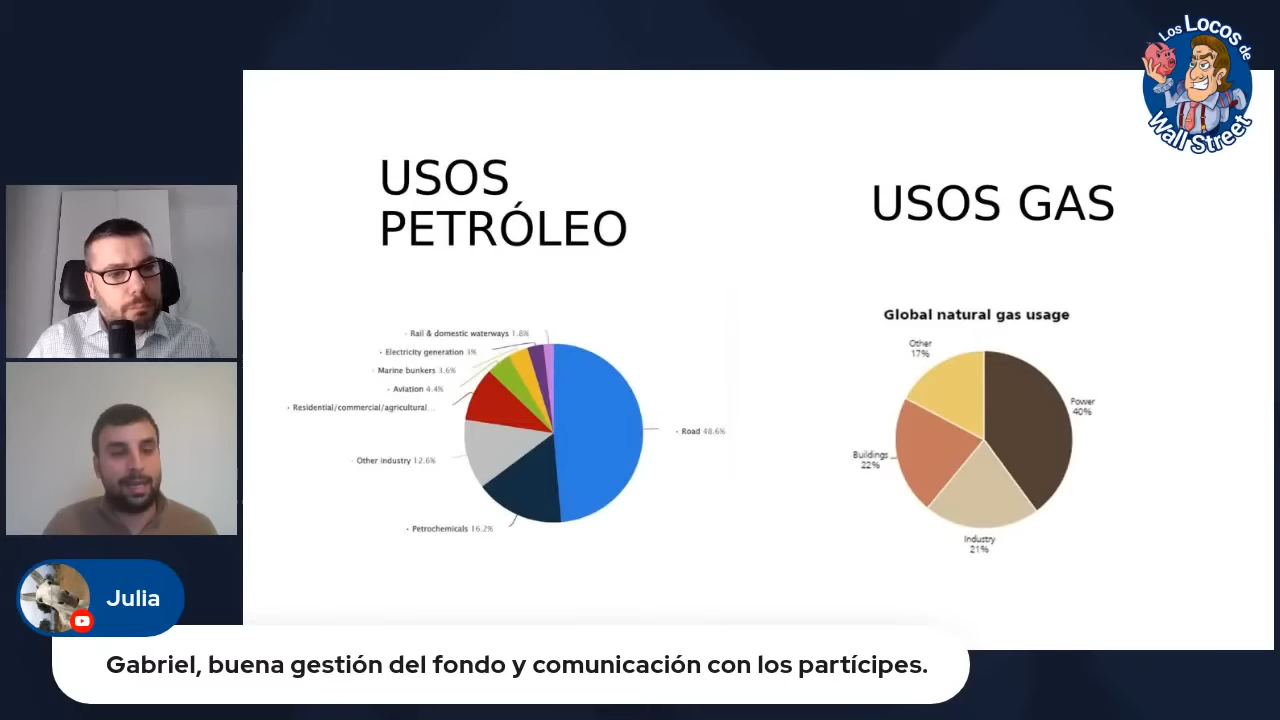 Los Locos de
Wall Street
USOS
PETRÓLEO
USOS GAS
Rail & domestic waterways 1.8%
Electricity generation 3%
Marine bunkers 3.6%
Aviation 4.4%
Residential/commercial/agricultural...
Other industry 12.6%
Petrochemicals 16.2%
Road 48.6%
Global natural gas usage
Other
17%
Power
40%
Buildings
22%
Industry
21%
Julia
Gabriel, buena gestión del fondo y comunicación con los partícipes.